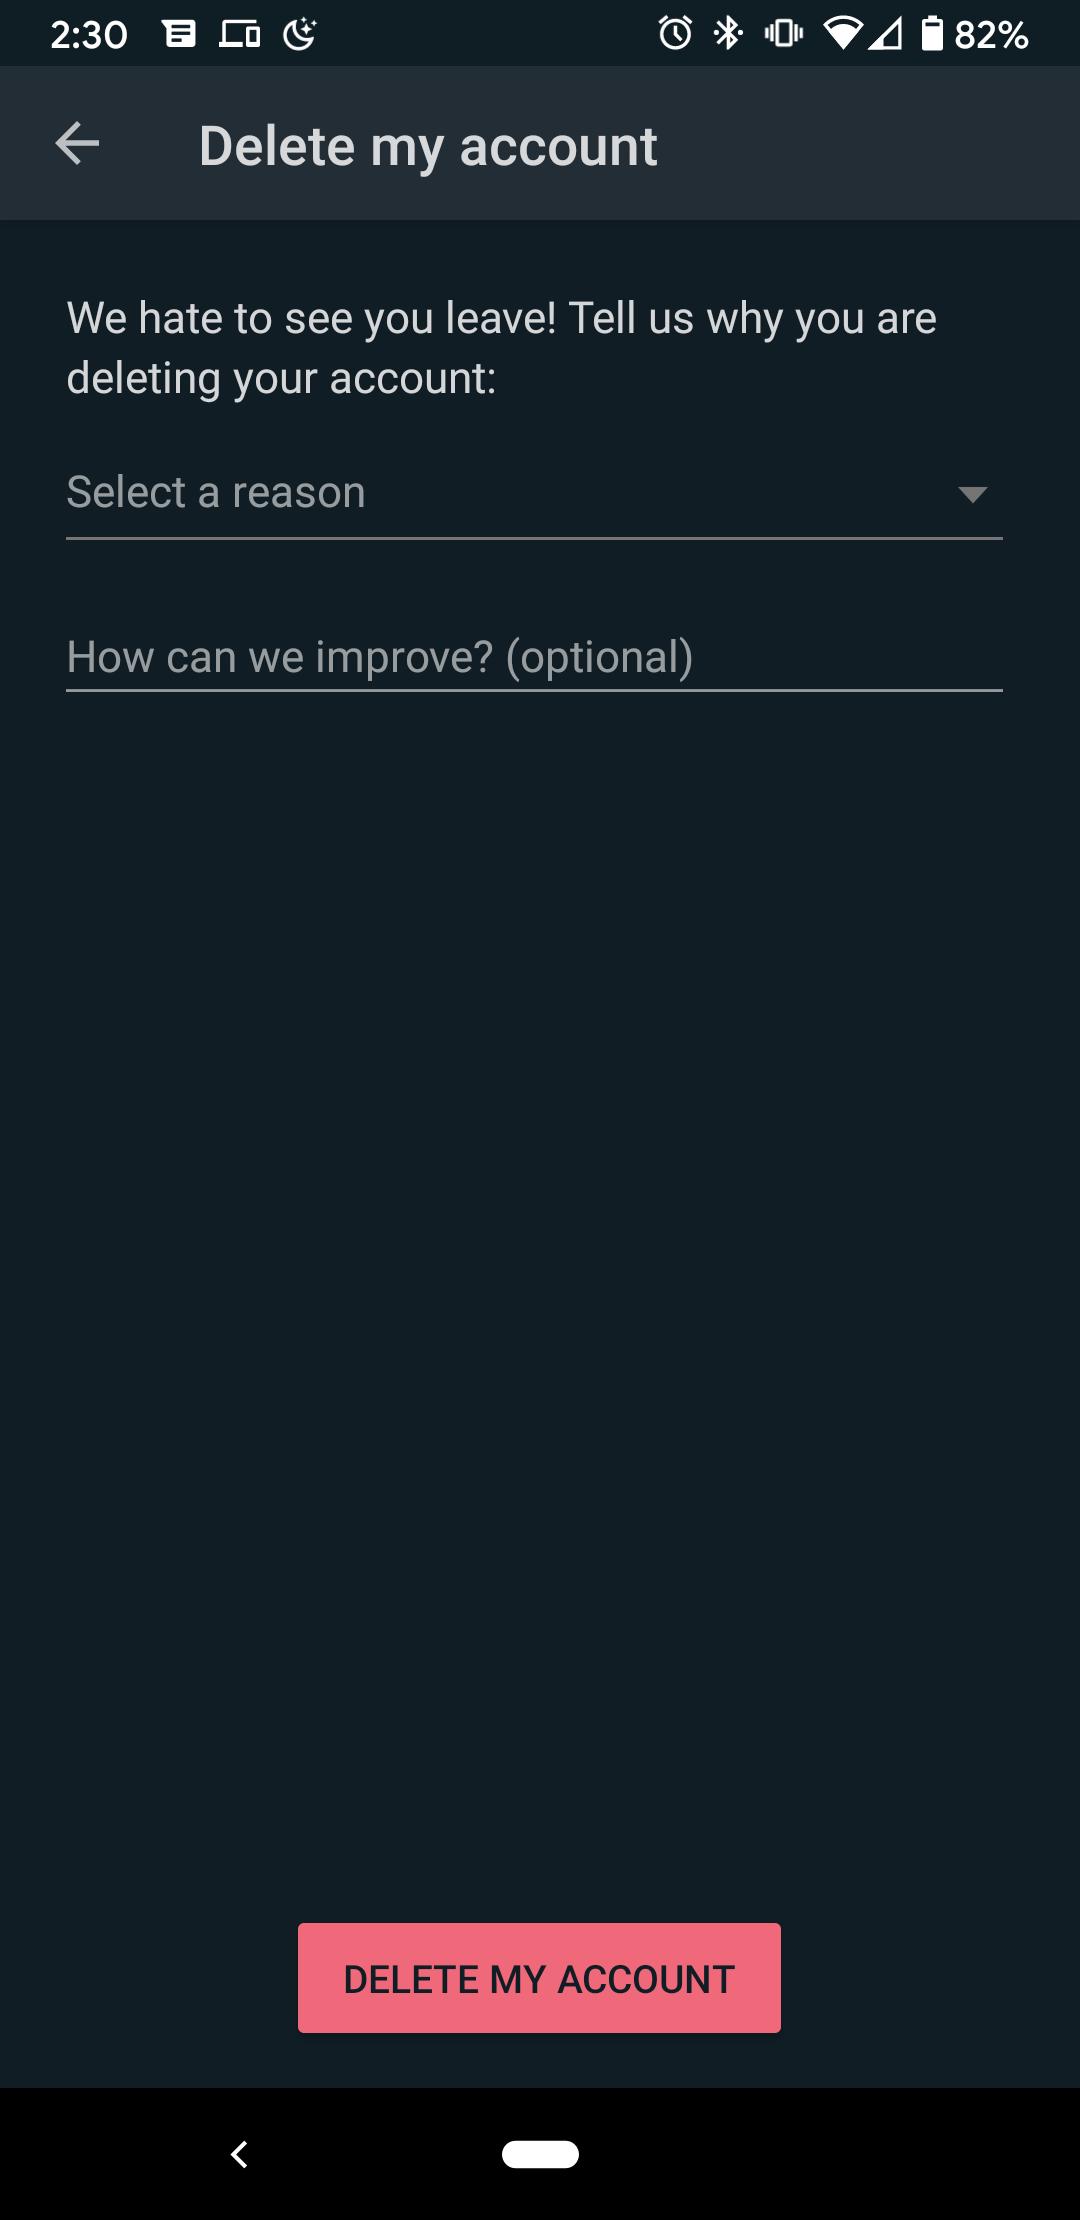 2:30
82%
Delete my account
We hate to see you leave! Tell us why you are
deleting your account:
Select a reason
How can we improve? (optional)
DELETE MY ACCOUNT